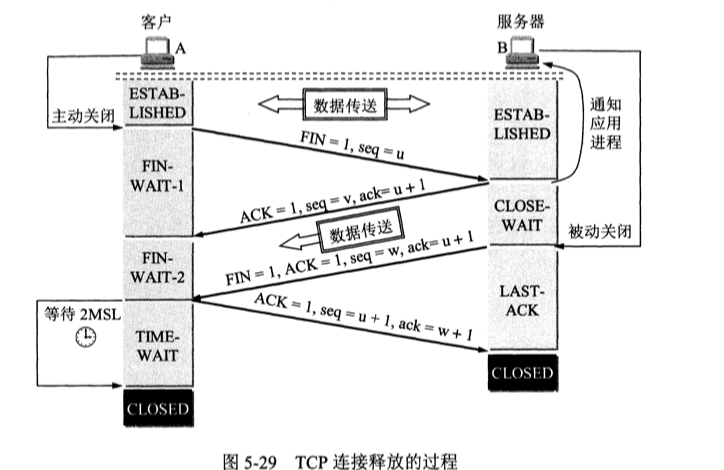 客户
服务器
A
B
ESTAB-
LISHED
数据传送
通知
应用
进程
主动关闭
ESTAB-
LISHED
FIN = 1, seq = u
FIN-
WAIT-1
ACK = 1, seq = v, ack= u + 1
CLOSE-
WAIT
数据传送
被动关闭
FIN-
WAIT-2
FIN = 1, ACK = 1, seq = w, ack= u + 1
LAST-
ACK
等待 2MSL
ACK = 1, seq = u + 1, ack = w + 1
TIME-
WAIT
CLOSED
CLOSED
图 5-29 TCP 连接释放的过程